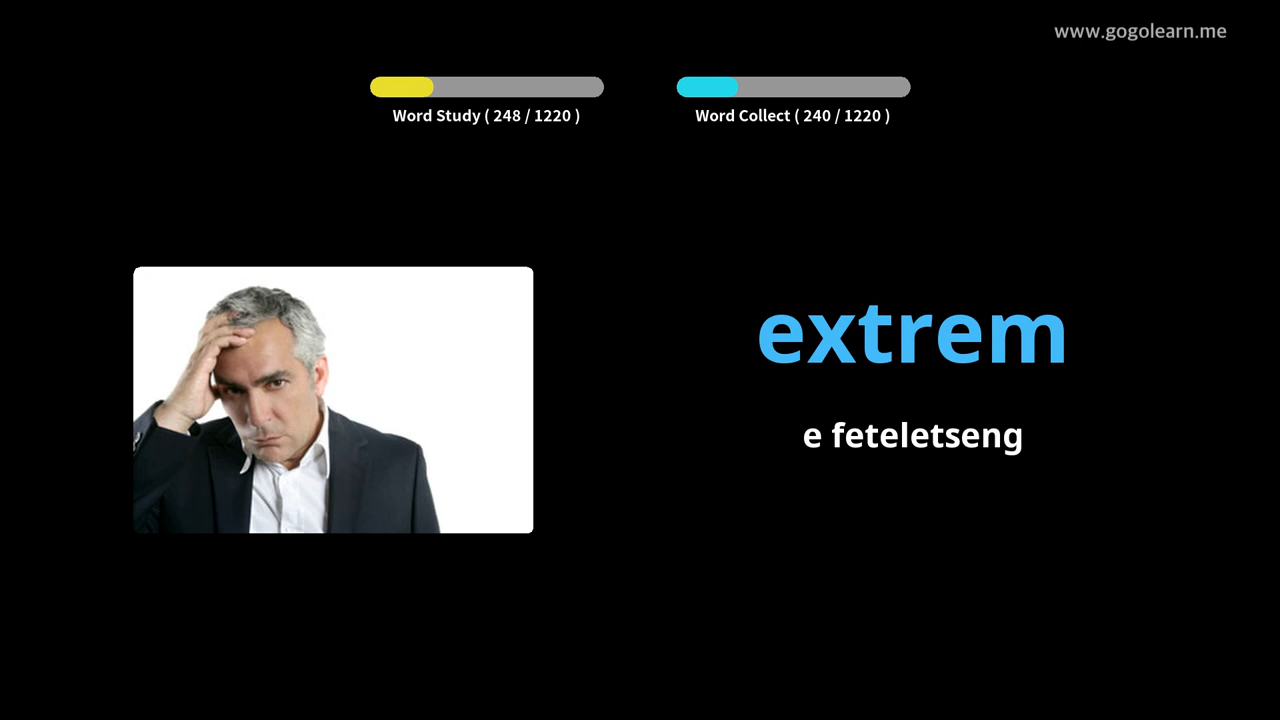 www.gogolearn.me
Word Study ( 248 / 1220 )
Word Collect ( 240 / 1220 )
extrem
e feteletseng